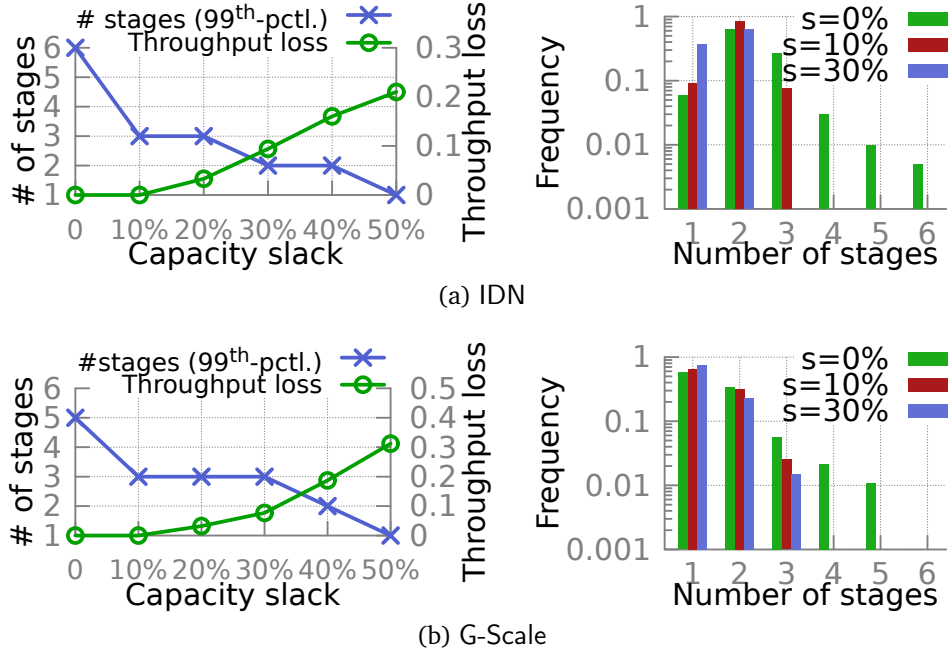 # stages (99th-pctl.)
Throughput loss
# of stages
6
5
4
3
2
1
0.3
0.2
0.1
0
Throughput loss
0 10% 20% 30% 40% 50%
Capacity slack
s=0%
s=10%
s=30%
Frequency
1
0.1
0.01
0.001
1 2 3 4 5 6
Number of stages
(a) IDN
#stages (99th-pctl.)
Throughput loss
# of stages
6
5
4
3
2
1
0.5
0.4
0.3
0.2
0.1
0
Throughput loss
0 10% 20% 30% 40% 50%
Capacity slack
s=0%
s=10%
s=30%
Frequency
1
0.1
0.01
0.001
1 2 3 4 5 6
Number of stages
(b) G-Scale